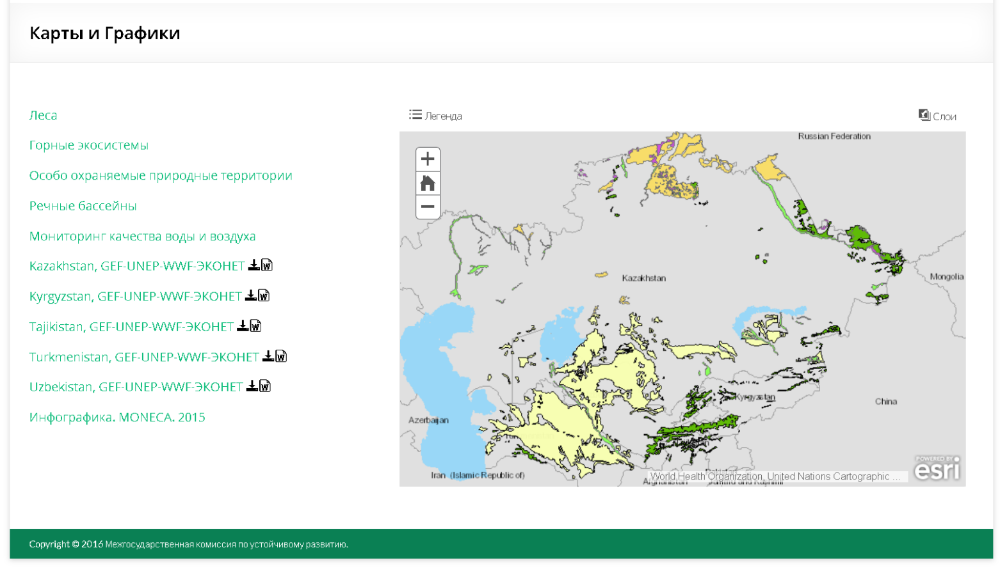 Карты и Графики
Леса
Горные экосистемы
Особо охраняемые природные территории
Речные бассейны
Мониторинг качества воды и воздуха
Kazakhstan, GEF-UNEP-WWF-ЭКОНЕТ
Kyrgyzstan, GEF-UNEP-WWF-ЭКОНЕТ
Tajikistan, GEF-UNEP-WWF-ЭКОНЕТ
Turkmenistan, GEF-UNEP-WWF-ЭКОНЕТ
Uzbekistan, GEF-UNEP-WWF-ЭКОНЕТ
Инфографика. MONECA. 2015
Легенда
Слои
Russian Federation
Kazakhstan
Mongolia
Kyrgyzstan
China
Azerbaijan
Iran (Islamic Republic of)
World Health Organization, United Nations Cartographic ...
POWERED BY
esri
Copyright © 2016 Межгосударственная комиссия по устойчивому развитию.